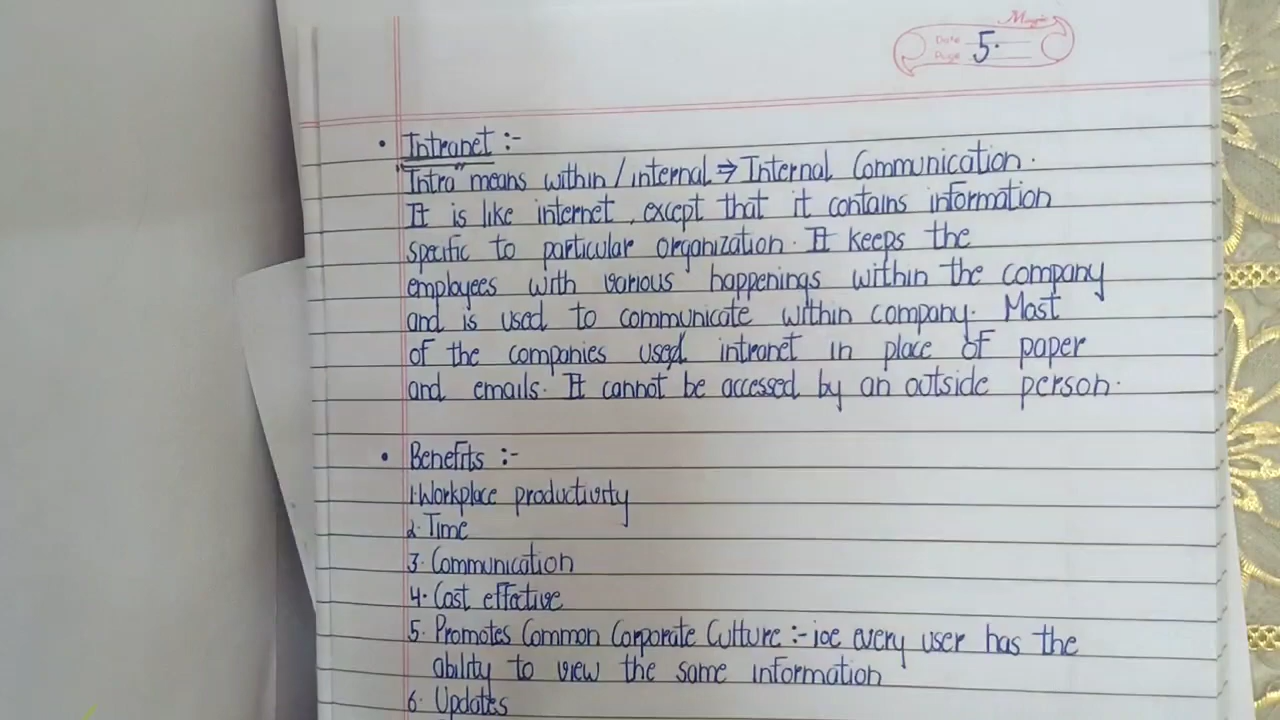 Magic
Date
Page 5.
• Intranet :-
"Intra" means within / internal ⇒ Internal Communication.
It is like internet, except that it contains information
specific to particular organization. It keeps the
employees with various happenings within the company
and is used to communicate within company. Most
of the companies used intranet in place of paper
and emails. It cannot be accessed by an outside person.
• Benefits :-
1. Workplace productivity
2. Time
3. Communication
4. Cost effective
5. Promotes Common Corporate Culture :- ioe every user has the
ability to view the same information
6. Updates